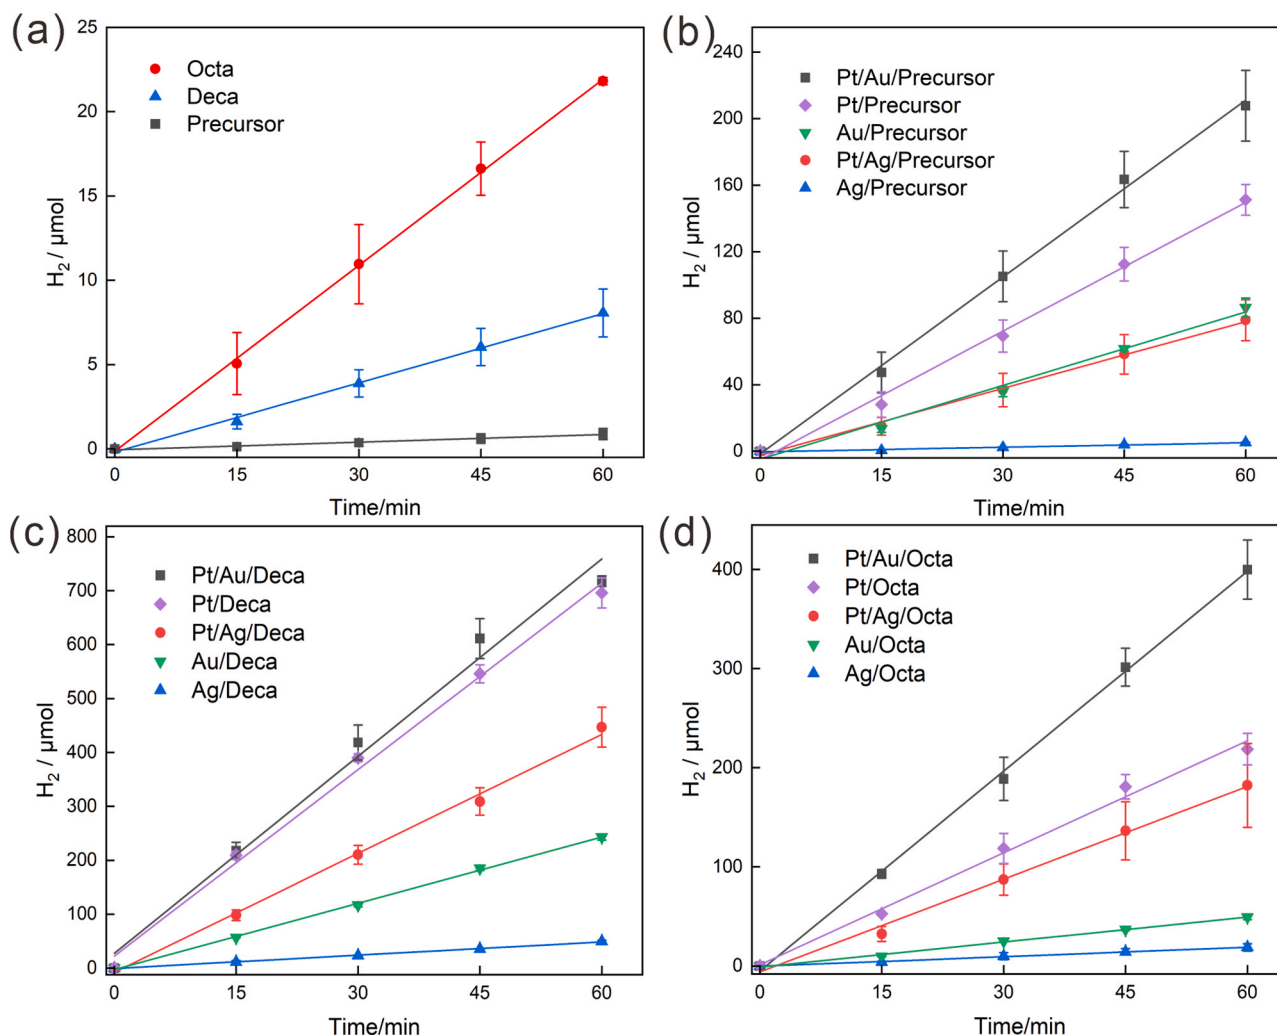 (a)
25
20
15
10
5
0
H2 / μmol
Octa
Deca
Precursor
0 15 30 45 60
Time/min
(b)
240
200
160
120
80
40
0
H2 / μmol
Pt/Au/Precursor
Pt/Precursor
Au/Precursor
Pt/Ag/Precursor
Ag/Precursor
0 15 30 45 60
Time/min
(c)
800
700
600
500
400
300
200
100
0
H2 / μmol
Pt/Au/Deca
Pt/Deca
Pt/Ag/Deca
Au/Deca
Ag/Deca
0 15 30 45 60
Time/min
(d)
400
300
200
100
0
H2 / μmol
Pt/Au/Octa
Pt/Octa
Pt/Ag/Octa
Au/Octa
Ag/Octa
0 15 30 45 60
Time/min